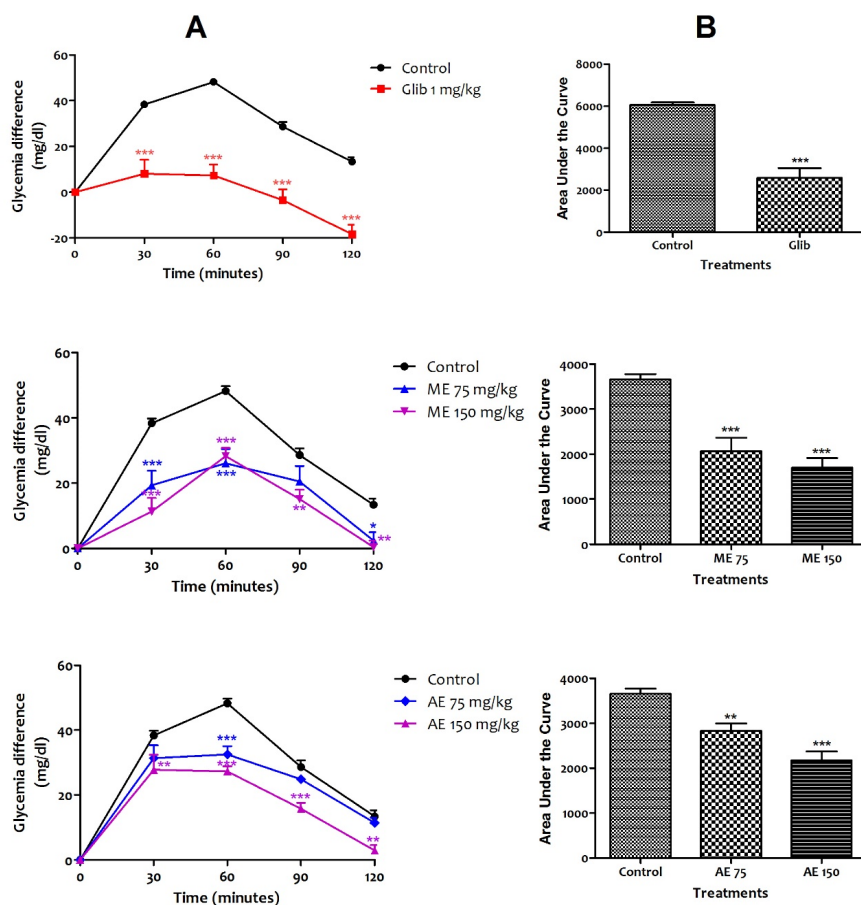 A
B
60
40
20
0
-20
Glycemia difference
(mg/dl)
***
***
***
***
0
30
60
90
120
Time (minutes)
Control
Glib 1 mg/kg
8000
6000
4000
2000
0
Area Under the Curve
***
Control
Glib
Treatments
60
40
20
0
Glycemia difference
(mg/dl)
***
***
***
***
**
*
**
0
30
60
90
120
Time (minutes)
Control
ME 75 mg/kg
ME 150 mg/kg
4000
3000
2000
1000
0
Area Under the Curve
***
***
Control
ME 75
ME 150
Treatments
60
40
20
0
Glycemia difference
(mg/dl)
**
***
***
***
**
0
30
60
90
120
Time (minutes)
Control
AE 75 mg/kg
AE 150 mg/kg
4000
3000
2000
1000
0
Area Under the Curve
**
***
Control
AE 75
AE 150
Treatments